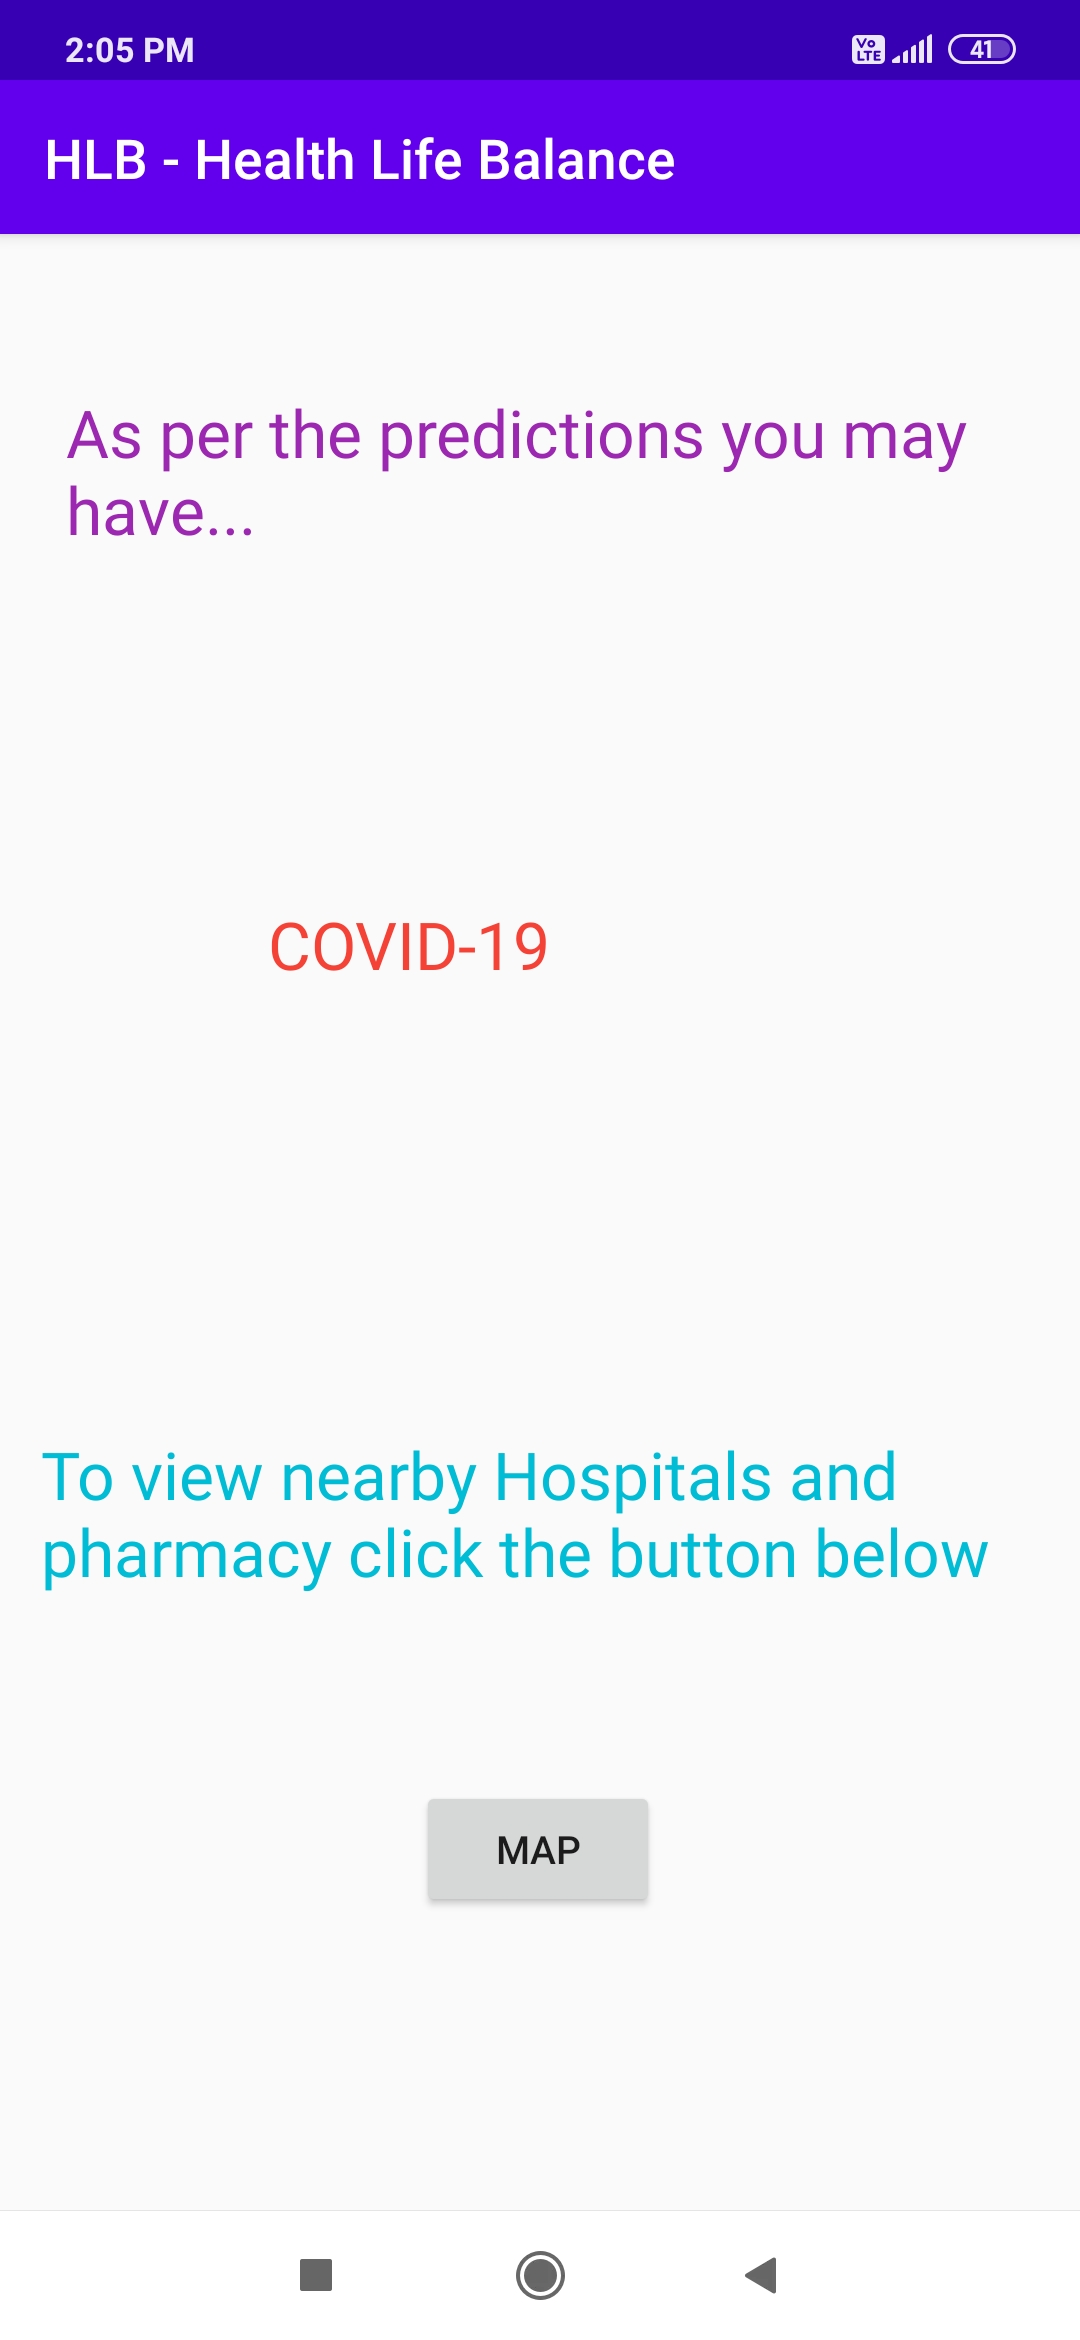 2:05 PM
Vo LTE
41
HLB - Health Life Balance
As per the predictions you may
have...
COVID-19
To view nearby Hospitals and
pharmacy click the button below
MAP